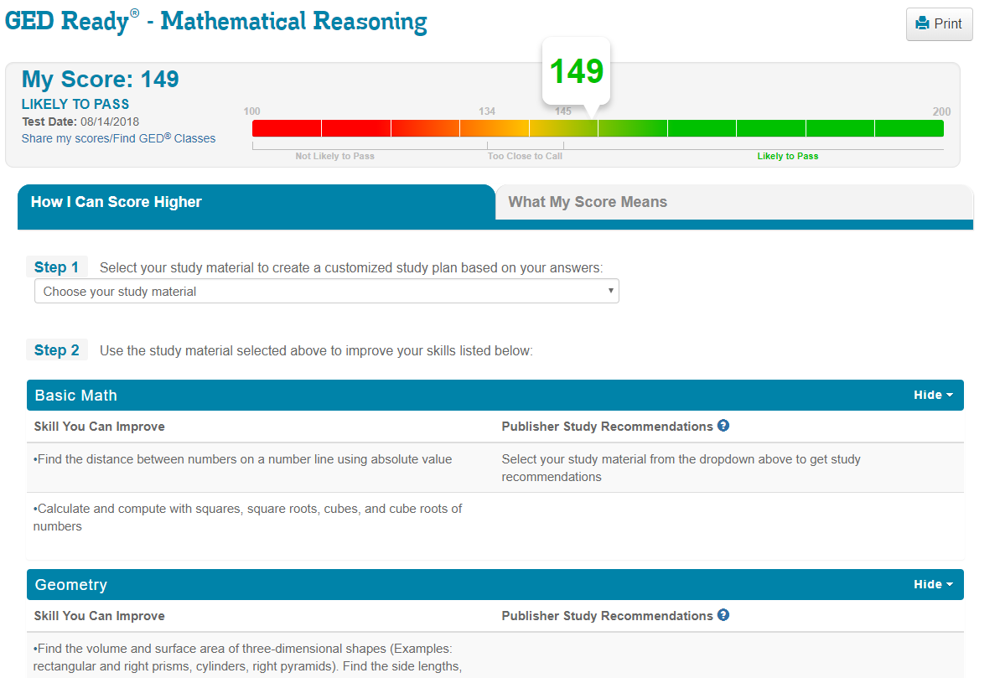 GED Ready® - Mathematical Reasoning
Print
My Score: 149
LIKELY TO PASS
Test Date: 08/14/2018
Share my scores/Find GED® Classes
149
100
134
145
200
Not Likely to Pass
Too Close to Call
Likely to Pass
How I Can Score Higher
What My Score Means
Step 1
Select your study material to create a customized study plan based on your answers:
Choose your study material
Step 2
Use the study material selected above to improve your skills listed below:
Basic Math
Hide
Skill You Can Improve
Publisher Study Recommendations
•Find the distance between numbers on a number line using absolute value
Select your study material from the dropdown above to get study
recommendations
•Calculate and compute with squares, square roots, cubes, and cube roots of
numbers
Geometry
Hide
Skill You Can Improve
Publisher Study Recommendations
•Find the volume and surface area of three-dimensional shapes (Examples:
rectangular and right prisms, cylinders, right pyramids). Find the side lengths,